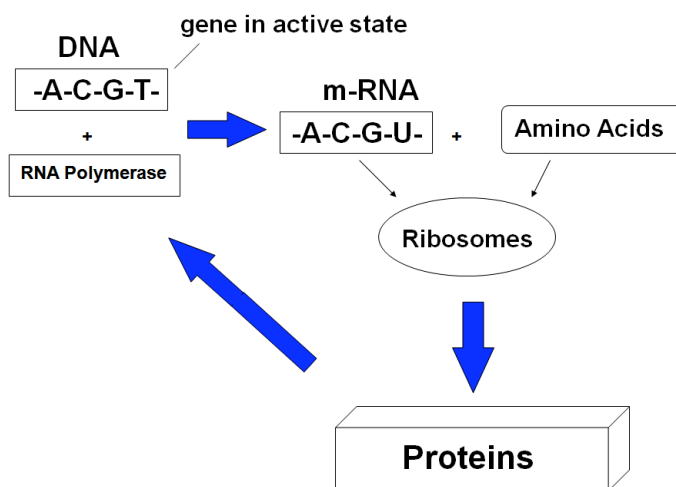 gene in active state
DNA
-A-C-G-T-
+
RNA Polymerase
m-RNA
-A-C-G-U-
+
Amino Acids
Ribosomes
Proteins